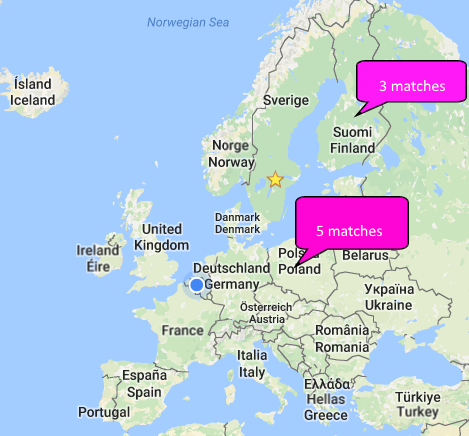 Norwegian Sea
Ísland
Iceland
3 matches
Sverige
Suomi
Finland
Norge
Norway
Danmark
Denmark
United
Kingdom
5 matches
Ireland
Éire
Polska
Poland
Belarus
Deutschland
Germany
Україна
Ukraine
Österreich
Austria
France
România
Romania
Italia
Italy
España
Spain
Ελλάδα
Hellas
Greece
Türkiye
Turkey
Portugal